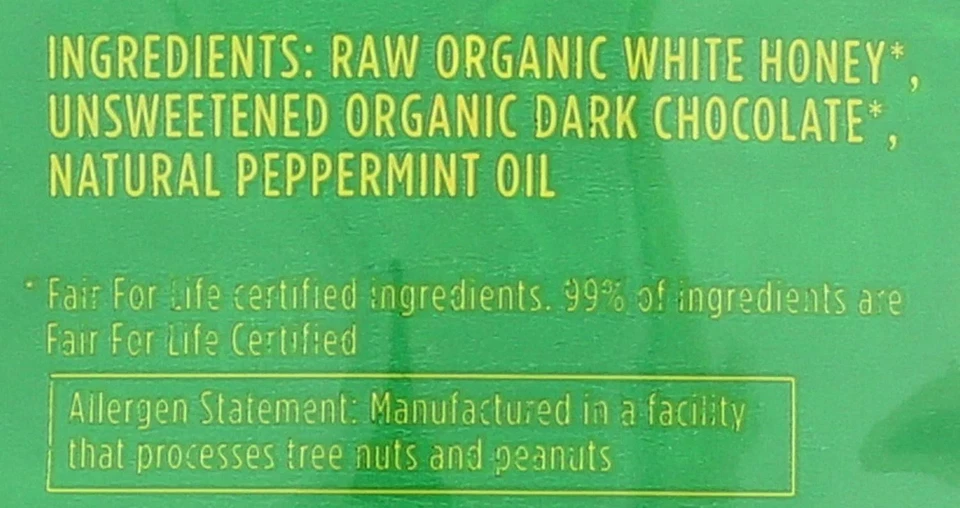 INGREDIENTS: RAW ORGANIC WHITE HONEY*,
UNSWEETENED ORGANIC DARK CHOCOLATE*,
NATURAL PEPPERMINT OIL
* Fair For Life certified ingredients. 99% of ingredients are
Fair For Life Certified
Allergen Statement: Manufactured in a facility
that processes tree nuts and peanuts